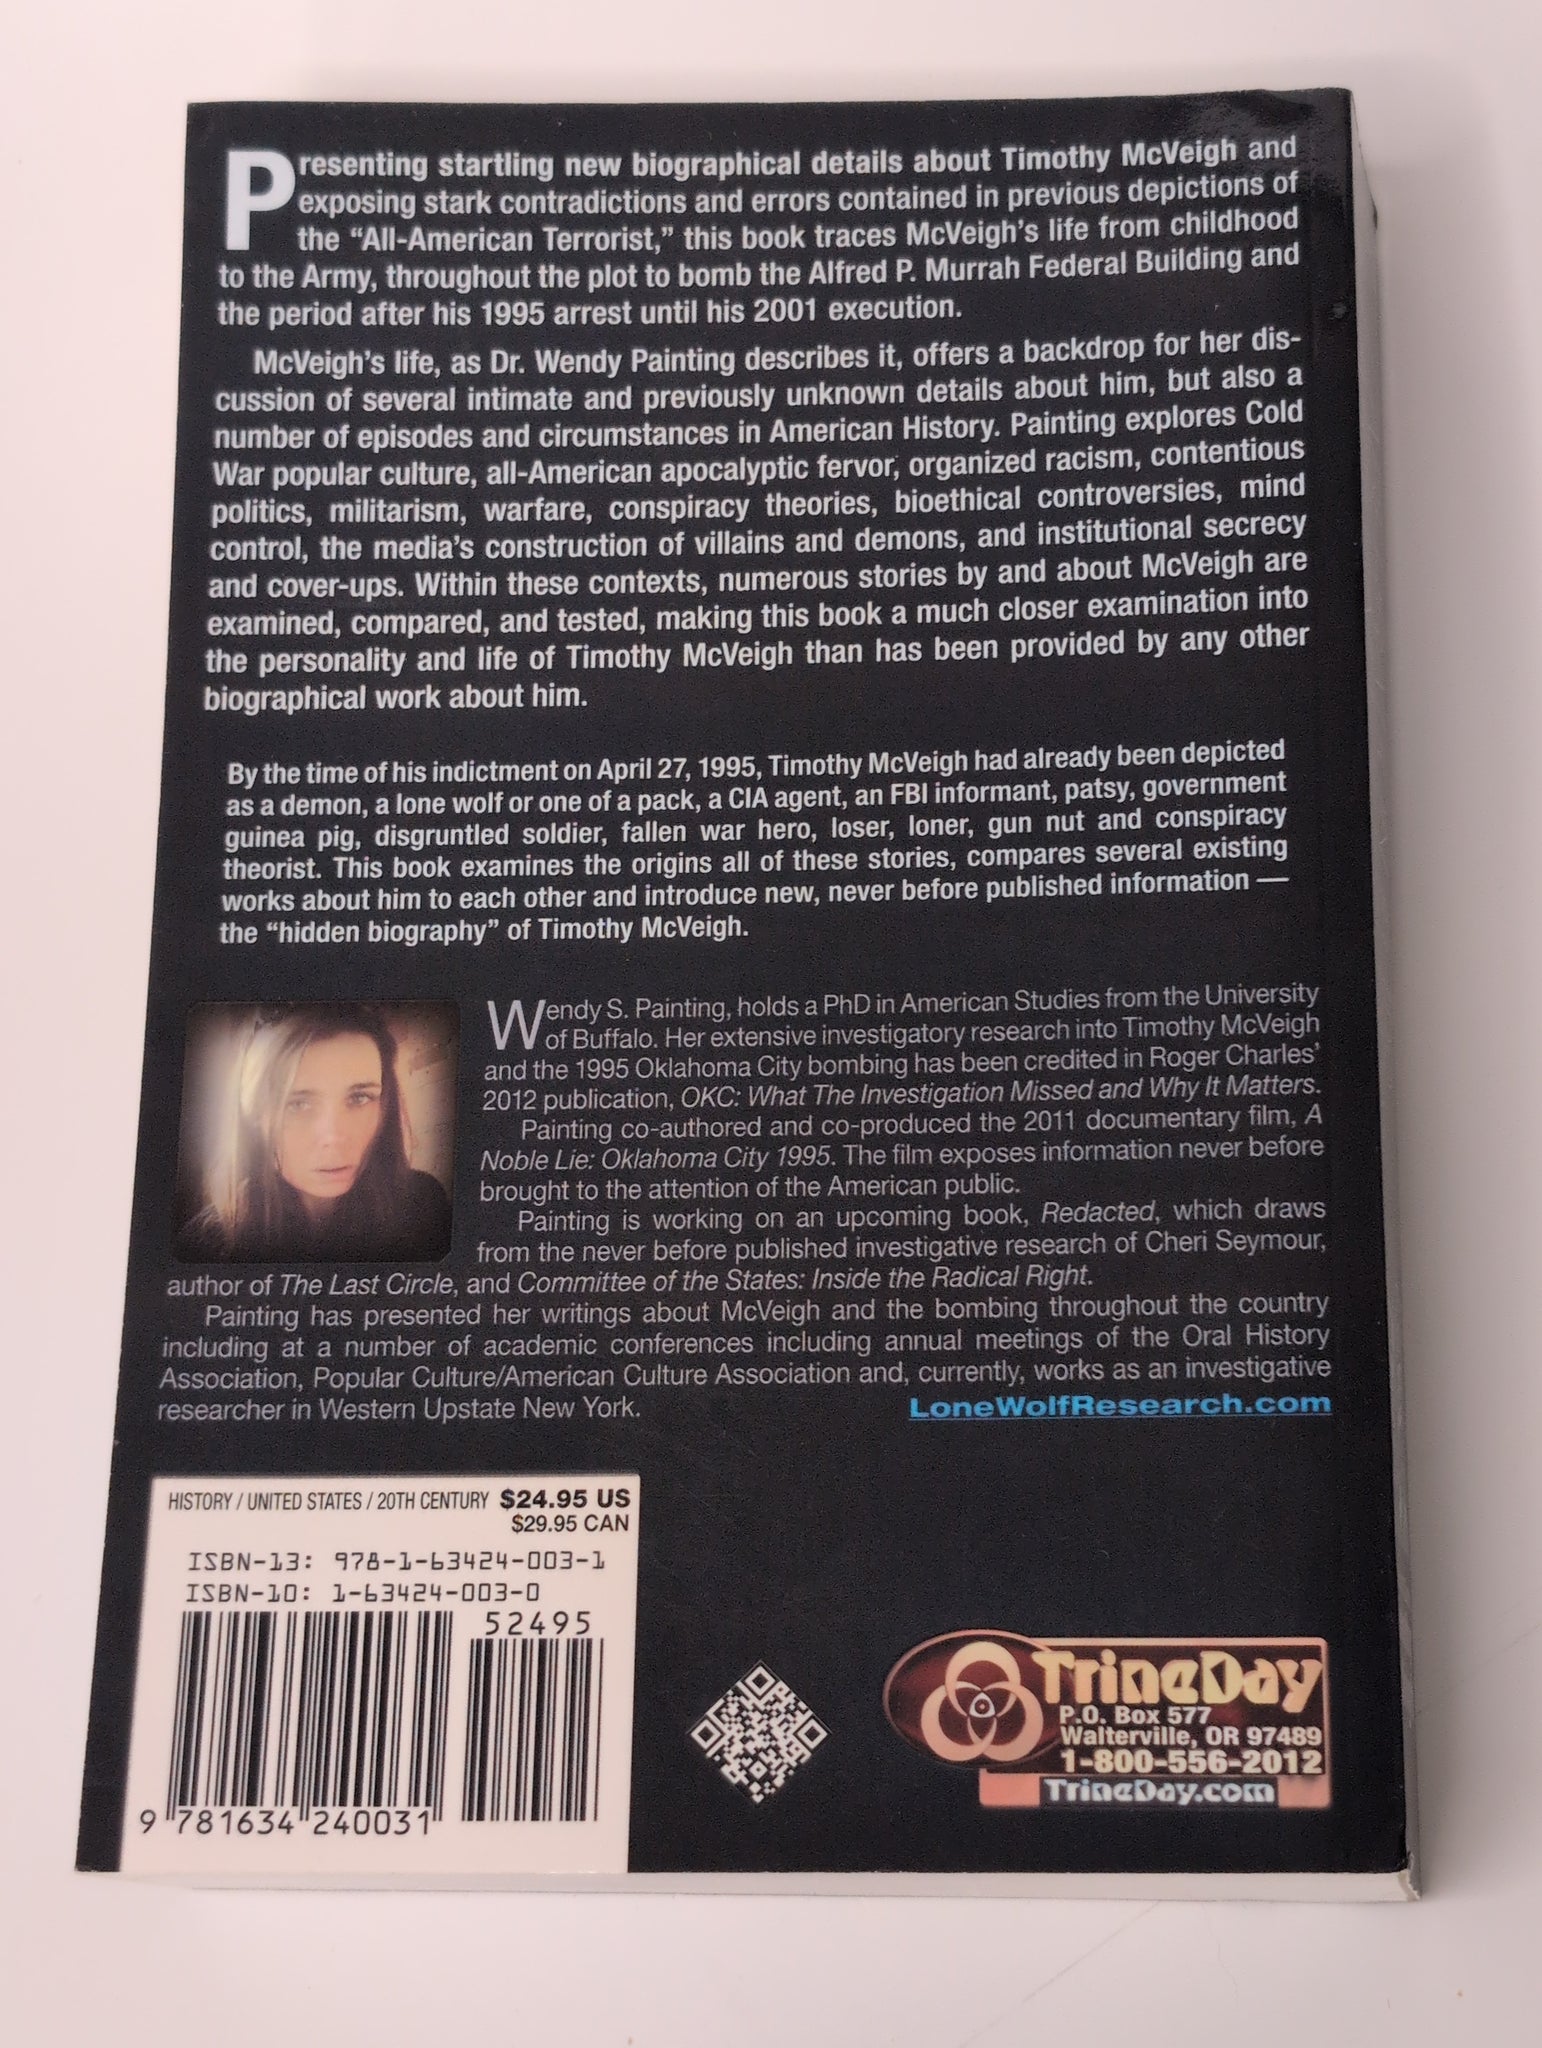 Presenting startling new biographical details about Timothy McVeigh and
exposing stark contradictions and errors contained in previous depictions of
the “All-American Terrorist,” this book traces McVeigh’s life from childhood
to the Army, throughout the plot to bomb the Alfred P. Murrah Federal Building and
the period after his 1995 arrest until his 2001 execution.
McVeigh’s life, as Dr. Wendy Painting describes it, offers a backdrop for her dis-
cussion of several intimate and previously unknown details about him, but also a
number of episodes and circumstances in American History. Painting explores Cold
War popular culture, all-American apocalyptic fervor, organized racism, contentious
politics, militarism, warfare, conspiracy theories, bioethical controversies, mind
control, the media’s construction of villains and demons, and institutional secrecy
and cover-ups. Within these contexts, numerous stories by and about McVeigh are
examined, compared, and tested, making this book a much closer examination into
the personality and life of Timothy McVeigh than has been provided by any other
biographical work about him.
By the time of his indictment on April 27, 1995, Timothy McVeigh had already been depicted
as a demon, a lone wolf or one of a pack, a CIA agent, an FBI informant, patsy, government
guinea pig, disgruntled soldier, fallen war hero, loser, loner, gun nut and conspiracy
theorist. This book examines the origins all of these stories, compares several existing
works about him to each other and introduce new, never before published information —
the “hidden biography” of Timothy McVeigh.
Wendy S. Painting, holds a PhD in American Studies from the University
of Buffalo. Her extensive investigatory research into Timothy McVeigh
and the 1995 Oklahoma City bombing has been credited in Roger Charles’
2012 publication, OKC: What The Investigation Missed and Why It Matters.
Painting co-authored and co-produced the 2011 documentary film, A
Noble Lie: Oklahoma City 1995. The film exposes information never before
brought to the attention of the American public.
Painting is working on an upcoming book, Redacted, which draws
from the never before published investigative research of Cheri Seymour,
author of The Last Circle, and Committee of the States: Inside the Radical Right.
Painting has presented her writings about McVeigh and the bombing throughout the country
including at a number of academic conferences including annual meetings of the Oral History
Association, Popular Culture/American Culture Association and, currently, works as an investigative
researcher in Western Upstate New York. LoneWolfResearch.com
HISTORY / UNITED STATES / 20TH CENTURY $24.95 US
$29.95 CAN
ISBN-13: 978-1-63424-003-1
ISBN-10: 1-63424-003-0
52495
9 781634 240031
TrineDay
P.O. Box 577
Walterville, OR 97489
1-800-556-2012
TrineDay.com